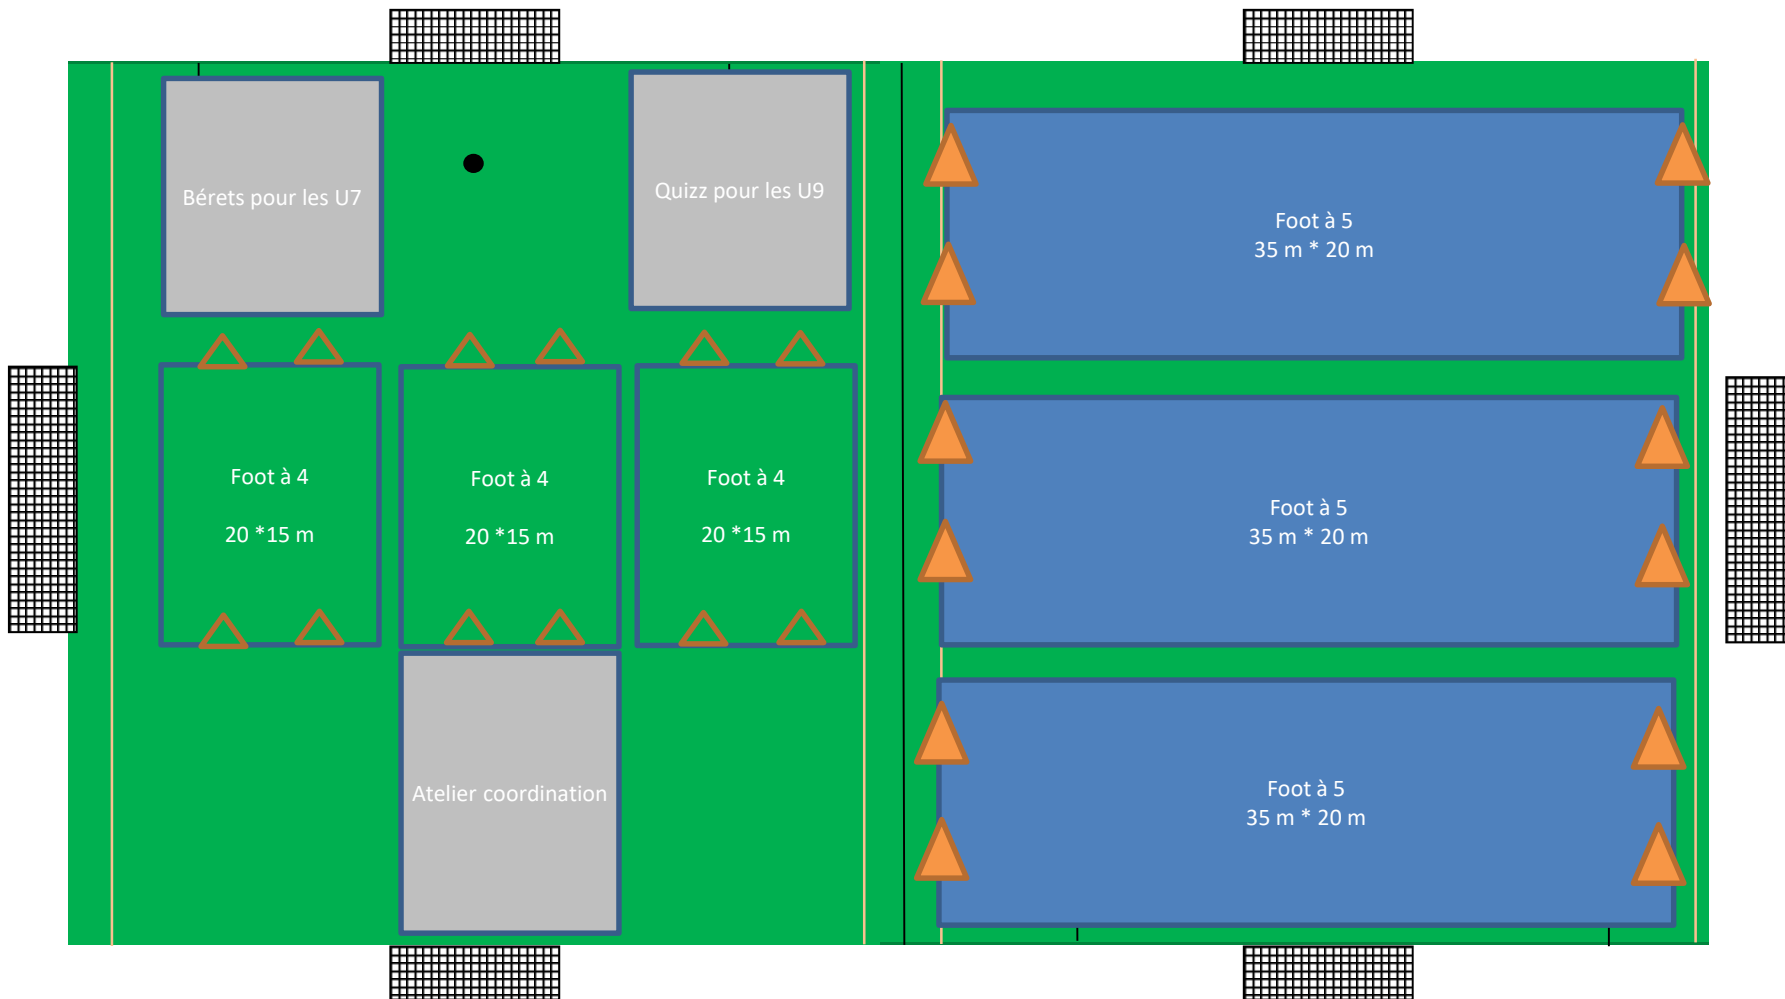 Bérets pour les U7
Quizz pour les U9
Foot à 5
35 m * 20 m
Foot à 4
20 *15 m
Foot à 4
20 *15 m
Foot à 4
20 *15 m
Foot à 5
35 m * 20 m
Atelier coordination
Foot à 5
35 m * 20 m